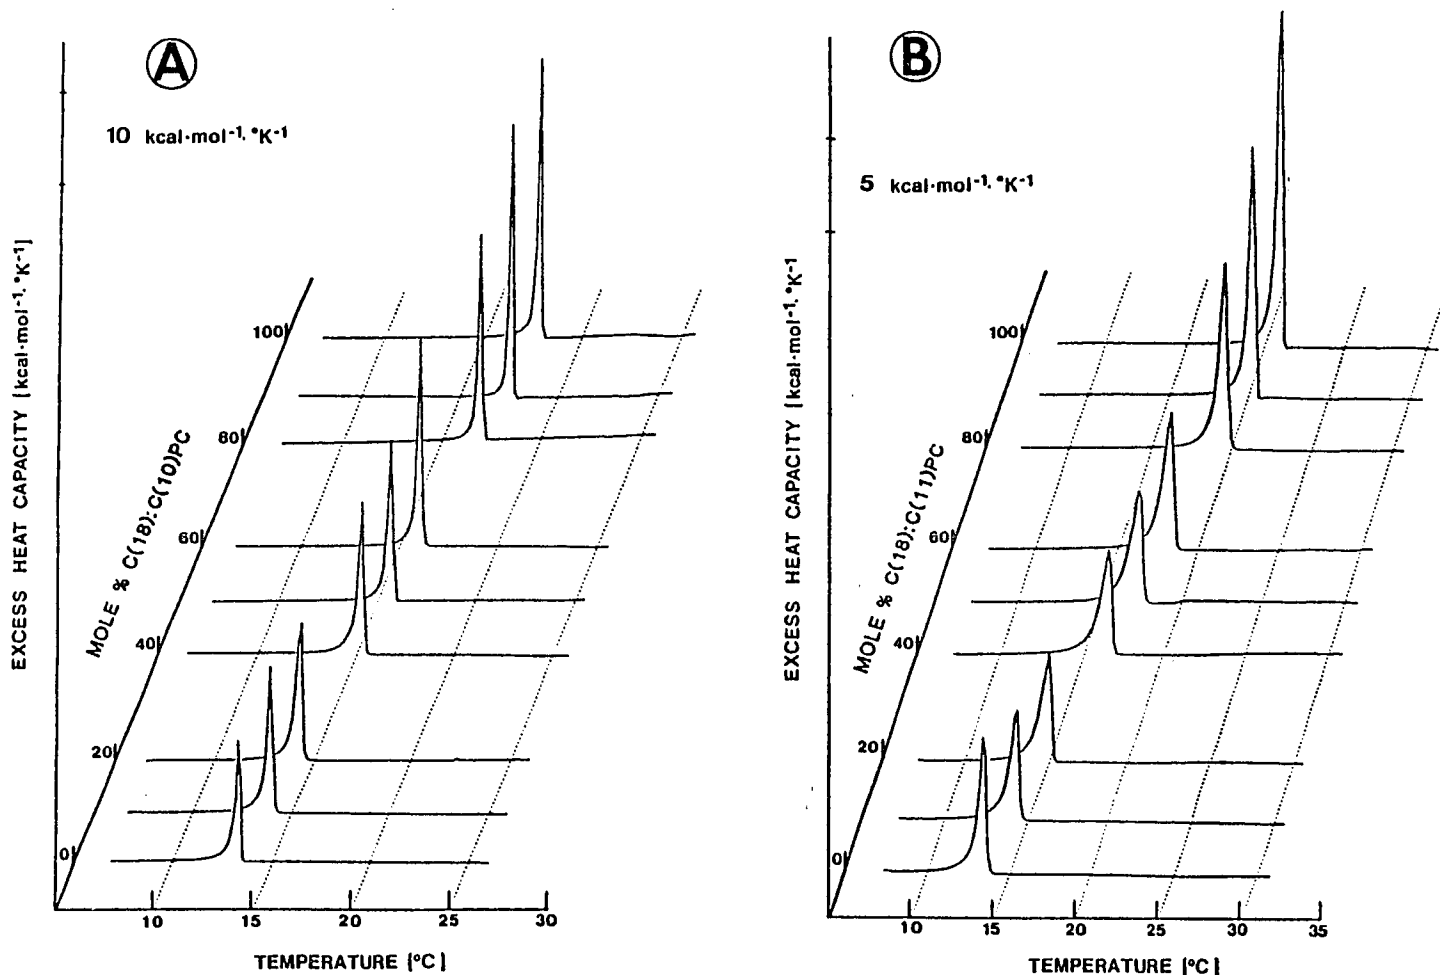 A
10 kcal·mol⁻¹·°K⁻¹
EXCESS HEAT CAPACITY [kcal·mol⁻¹·°K⁻¹]
MOLE % C(18):C(10)PC
100
80
60
40
20
0
10 15 20 25 30
TEMPERATURE [°C]
B
5 kcal·mol⁻¹·°K⁻¹
EXCESS HEAT CAPACITY [kcal·mol⁻¹·°K⁻¹
MOLE % C(18):C(11)PC
100
80
60
40
20
0
10 15 20 25 30 35
TEMPERATURE [°C]